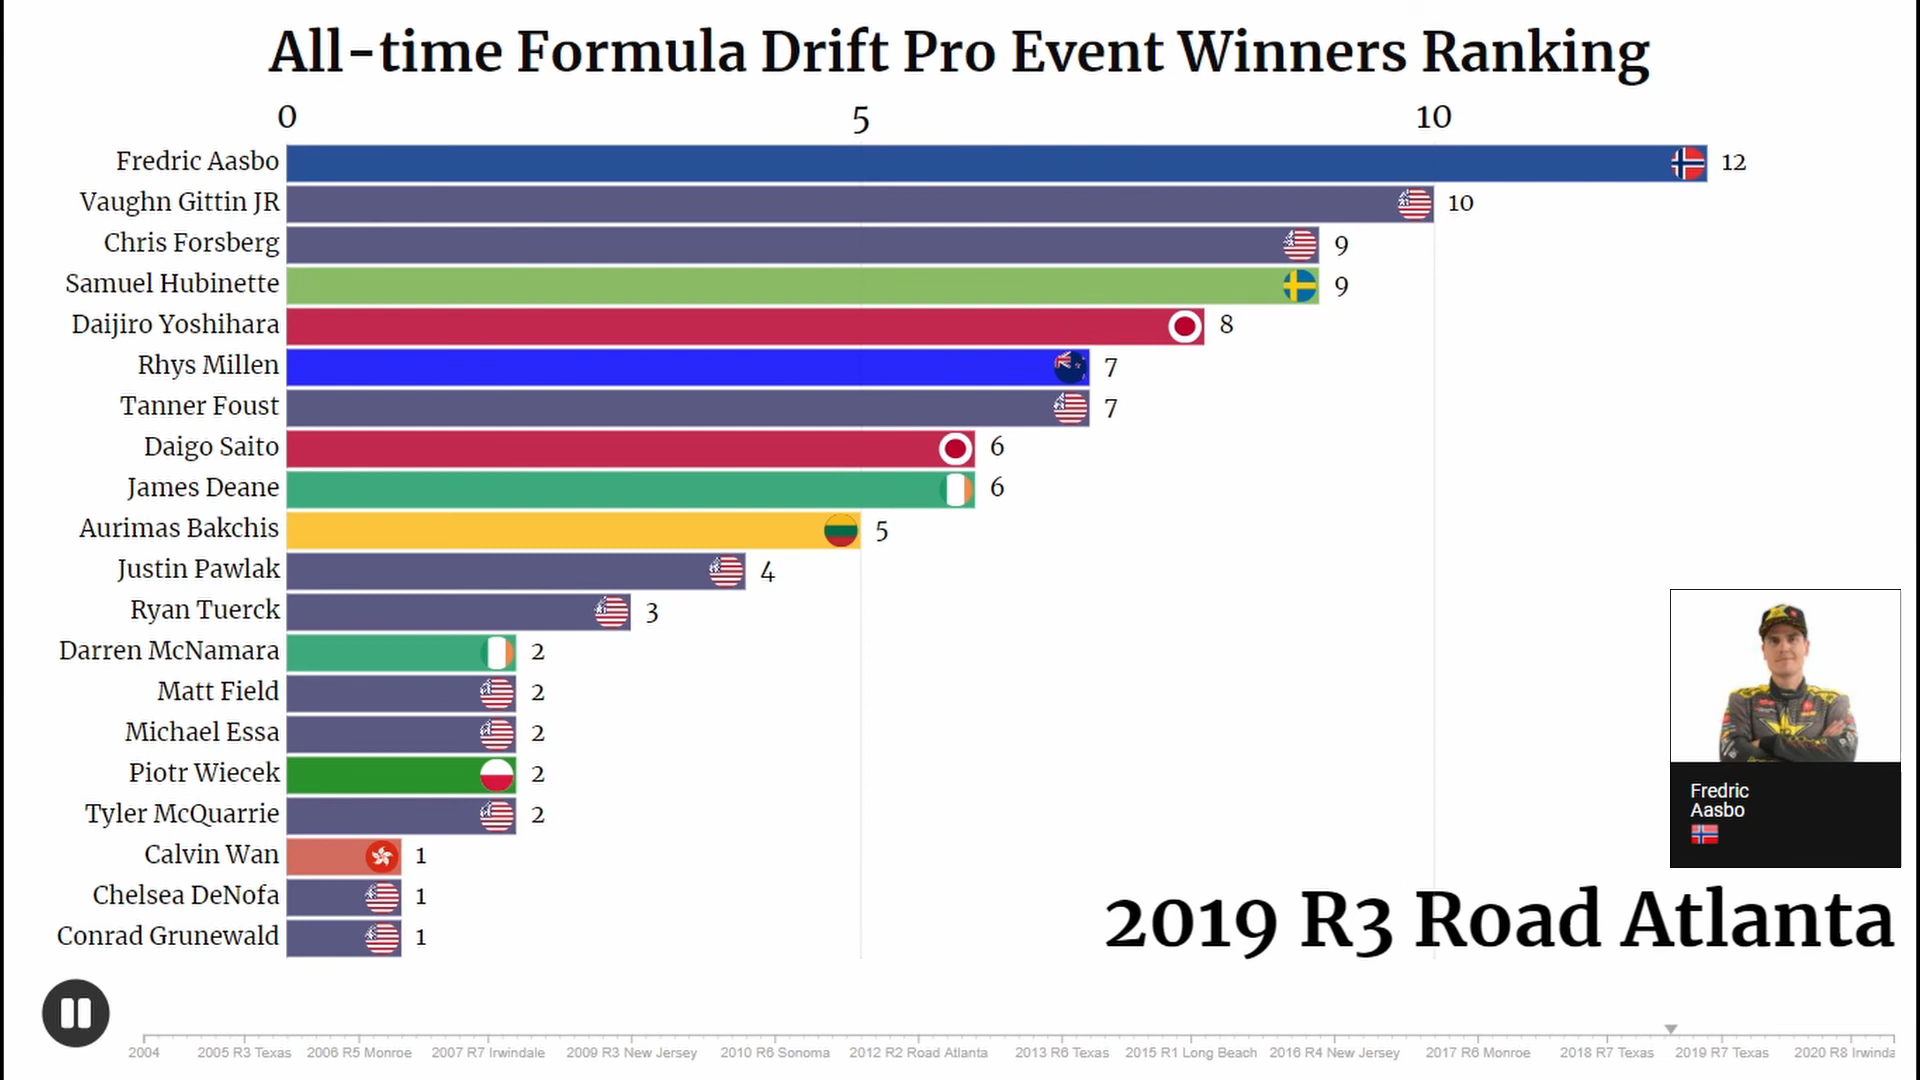 All-time Formula Drift Pro Event Winners Ranking
0 5 10
Fredric Aasbo 12
Vaughn Gittin JR 10
Chris Forsberg 9
Samuel Hubinette 9
Daijiro Yoshihara 8
Rhys Millen 7
Tanner Foust 7
Daigo Saito 6
James Deane 6
Aurimas Bakchis 5
Justin Pawlak 4
Ryan Tuerck 3
Darren McNamara 2
Matt Field 2
Michael Essa 2
Piotr Wiecek 2
Tyler McQuarrie 2
Calvin Wan 1
Chelsea DeNofa 1
Conrad Grunewald 1
Fredric
Aasbo
2019 R3 Road Atlanta
2004 2005 R3 Texas 2006 R5 Monroe 2007 R7 Irwindale 2009 R3 New Jersey 2010 R6 Sonoma 2012 R2 Road Atlanta 2013 R6 Texas 2015 R1 Long Beach 2016 R4 New Jersey 2017 R6 Monroe 2018 R7 Texas 2019 R7 Texas 2020 R8 Irwinda